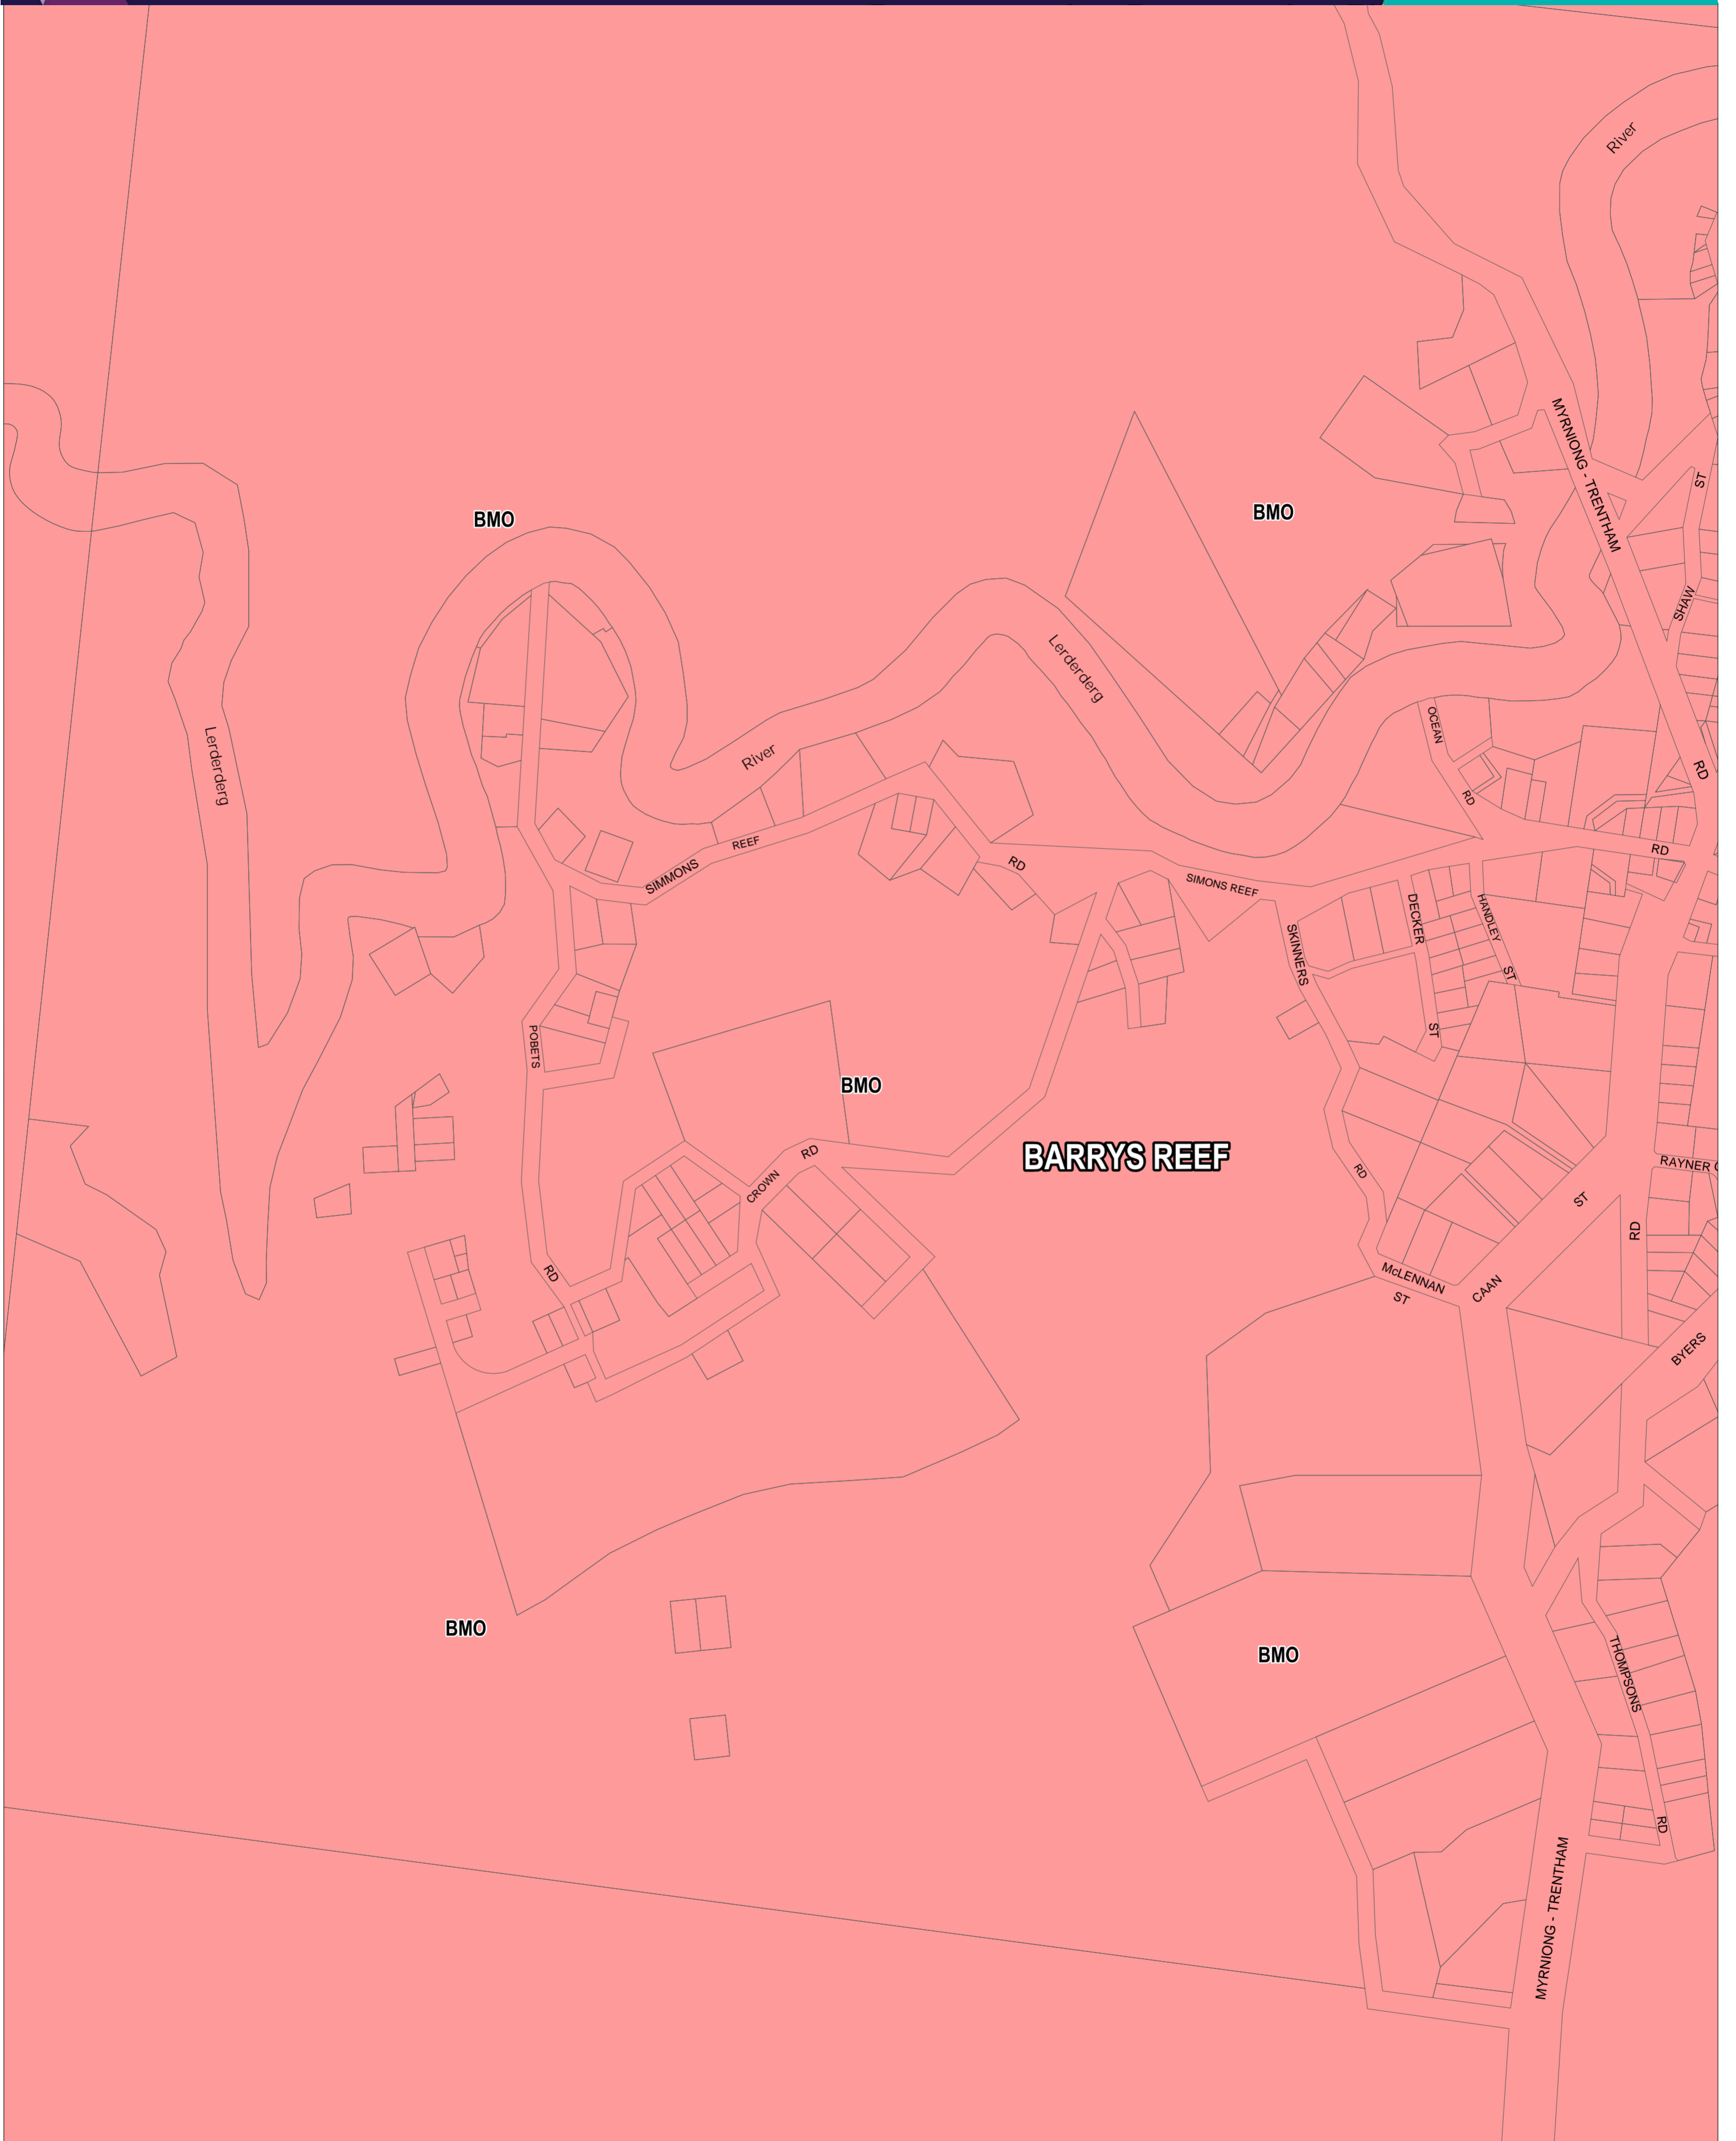 River
MYRNIONG - TRENTHAM
ST
BMO
BMO
SHAW
Lerderderg
OCEAN
Lerderderg
River
RD
RD
REEF
RD
RD
SIMMONS
SIMONS REEF
DECKER
HANDLEY
SKINNERS
ST
ST
POBETS
BMO
RD
BARRYS REEF
RAYNER
RD
CROWN
ST
RD
RD
McLENNAN
CAAN
ST
BYERS
BMO
BMO
THOMPSONS
RD
MYRNIONG - TRENTHAM